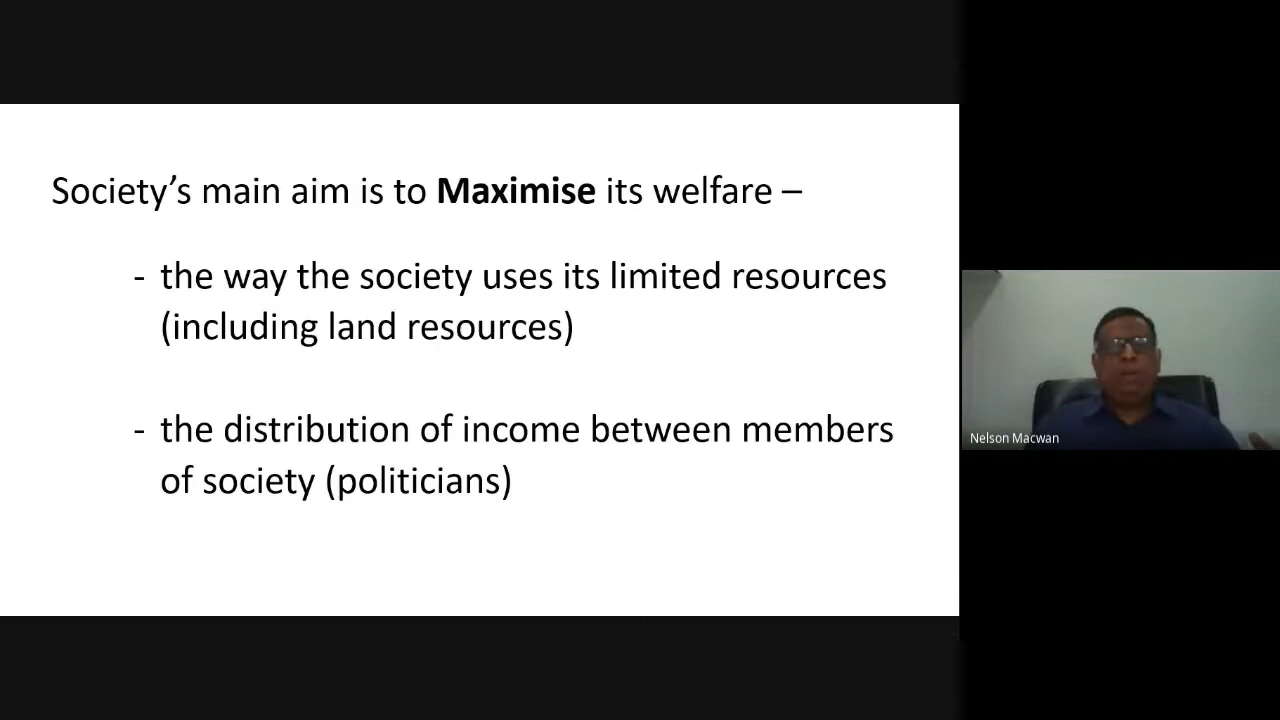 Society’s main aim is to Maximise its welfare –
- the way the society uses its limited resources
(including land resources)
- the distribution of income between members
of society (politicians)
Nelson Macwan